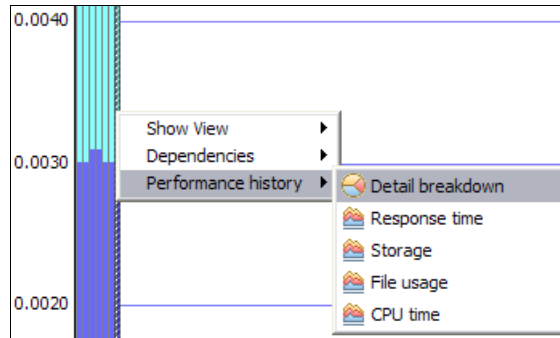 0.0040
Show View
Dependencies
0.0030
Performance history
Detail breakdown
Response time
Storage
File usage
0.0020
CPU time